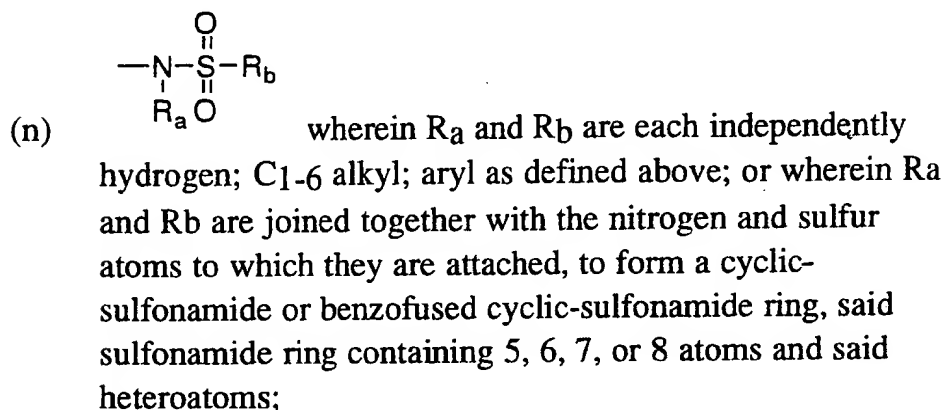 O
—N–S–Rb
Ra O
(n) wherein Ra and Rb are each independently
hydrogen; C1-6 alkyl; aryl as defined above; or wherein Ra
and Rb are joined together with the nitrogen and sulfur
atoms to which they are attached, to form a cyclic-
sulfonamide or benzofused cyclic-sulfonamide ring, said
sulfonamide ring containing 5, 6, 7, or 8 atoms and said
heteroatoms;